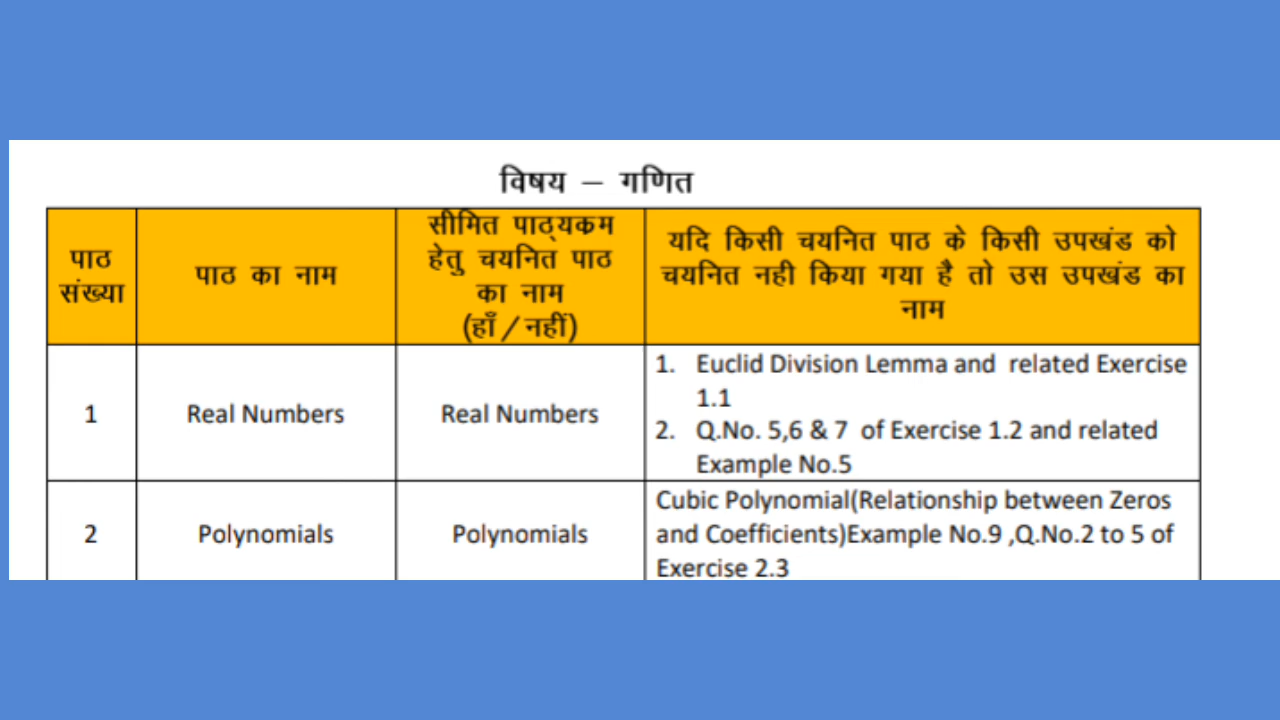 विषय – गणित
पाठ
संख्या
पाठ का नाम
सीमित पाठ्यकम
हेतु चयनित पाठ
का नाम
(हाँ / नहीं)
यदि किसी चयनित पाठ के किसी उपखंड को
चयनित नही किया गया है तो उस उपखंड का
नाम
1
Real Numbers
Real Numbers
1. Euclid Division Lemma and related Exercise
1.1
2. Q.No. 5,6 & 7 of Exercise 1.2 and related
Example No.5
2
Polynomials
Polynomials
Cubic Polynomial(Relationship between Zeros
and Coefficients)Example No.9 ,Q.No.2 to 5 of
Exercise 2.3